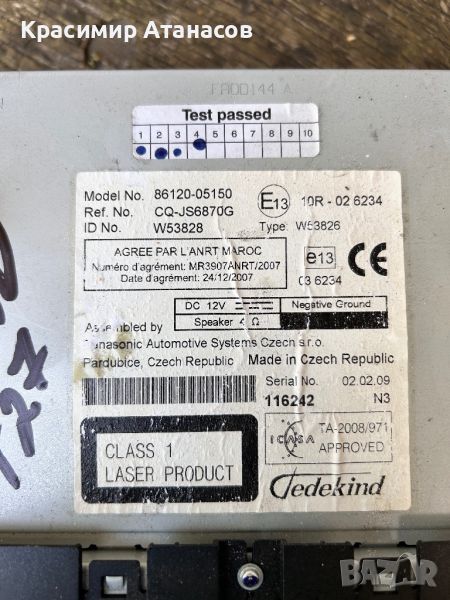 Красимир Атанасов
FA00144 A
Test passed
1 2 3 4 5 6 7 8 9 10
Model No. 86120-05150
Ref. No. CQ-JS6870G
ID No. W53828
E13 10R - 02 6234
Type: W53826
AGREE PAR L'ANRT MAROC
Numéro d'agrément: MR3907ANRT/2007
Date d'agrément: 24/12/2007
e13 CE
03 6234
DC 12V Negative Ground
Speaker 4 Ω
Assembled by
Panasonic Automotive Systems Czech s.r.o.
Pardubice, Czech Republic Made in Czech Republic
Serial No. 02.02.09
116242 N3
CLASS 1
LASER PRODUCT
ICASA
TA-2008/971
APPROVED
Tedekind
bazar